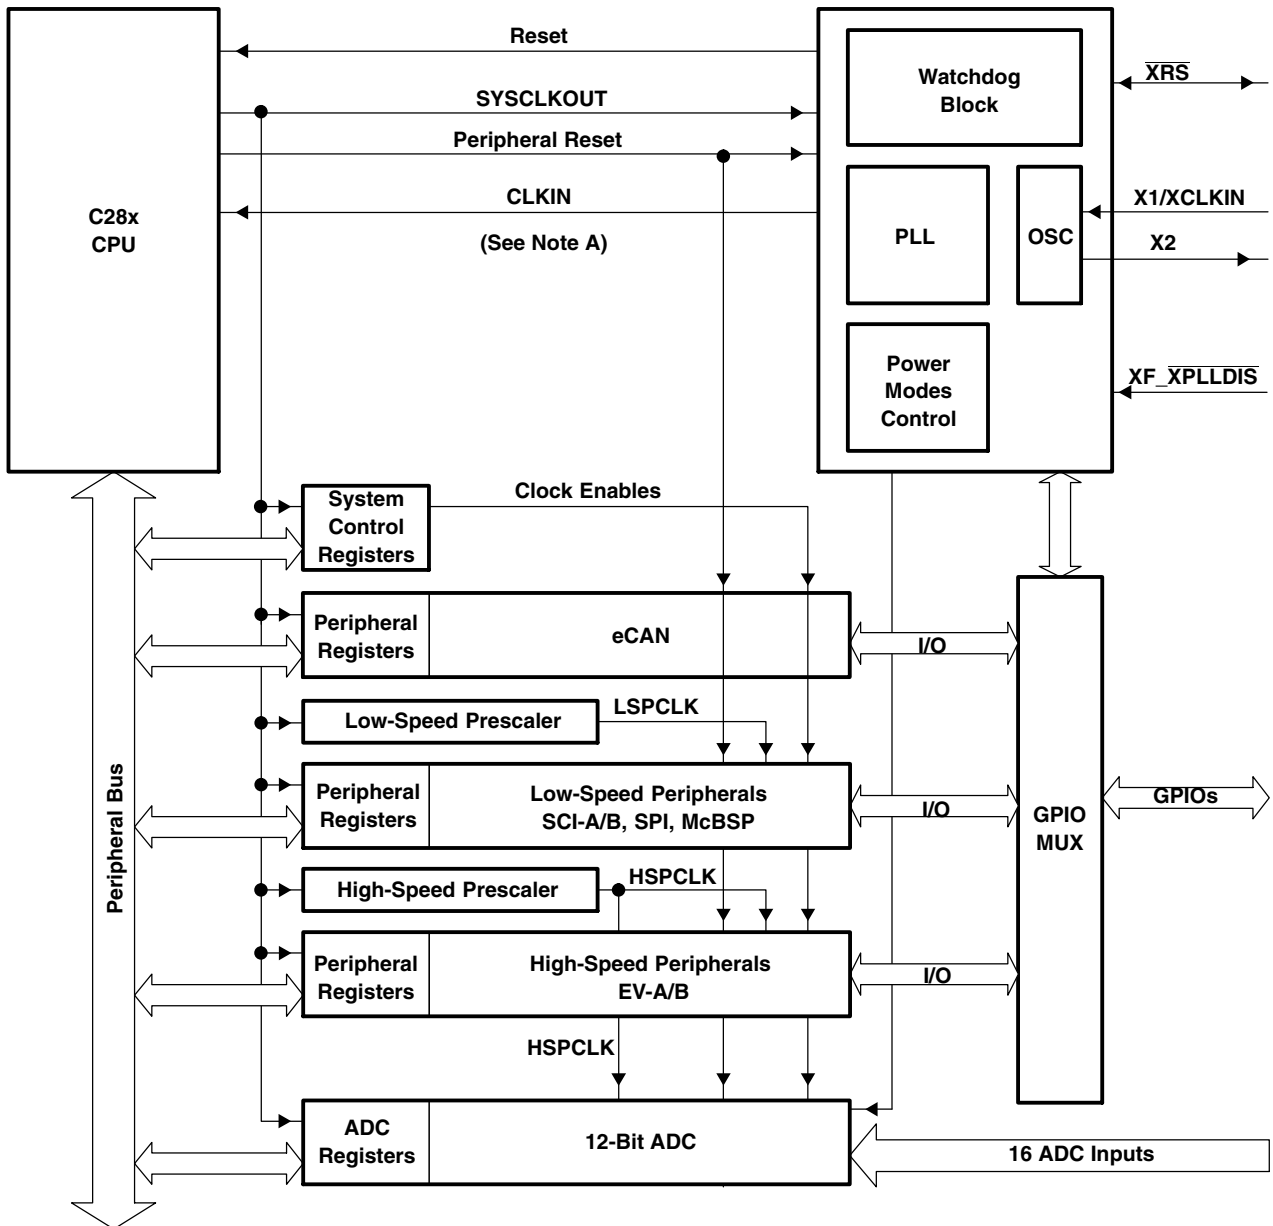 Reset
SYSCLKOUT
Peripheral Reset
CLKIN
(See Note A)
C28x
CPU
Watchdog
Block
PLL
OSC
Power
Modes
Control
XRS
X1/XCLKIN
X2
XF_XPLLDIS
System
Control
Registers
Clock Enables
Peripheral
Registers
eCAN
I/O
Low-Speed Prescaler
LSPCLK
Peripheral
Registers
Low-Speed Peripherals
SCI-A/B, SPI, McBSP
I/O
High-Speed Prescaler
HSPCLK
Peripheral
Registers
High-Speed Peripherals
EV-A/B
I/O
HSPCLK
ADC
Registers
12-Bit ADC
16 ADC Inputs
GPIO
MUX
GPIOs
Peripheral Bus